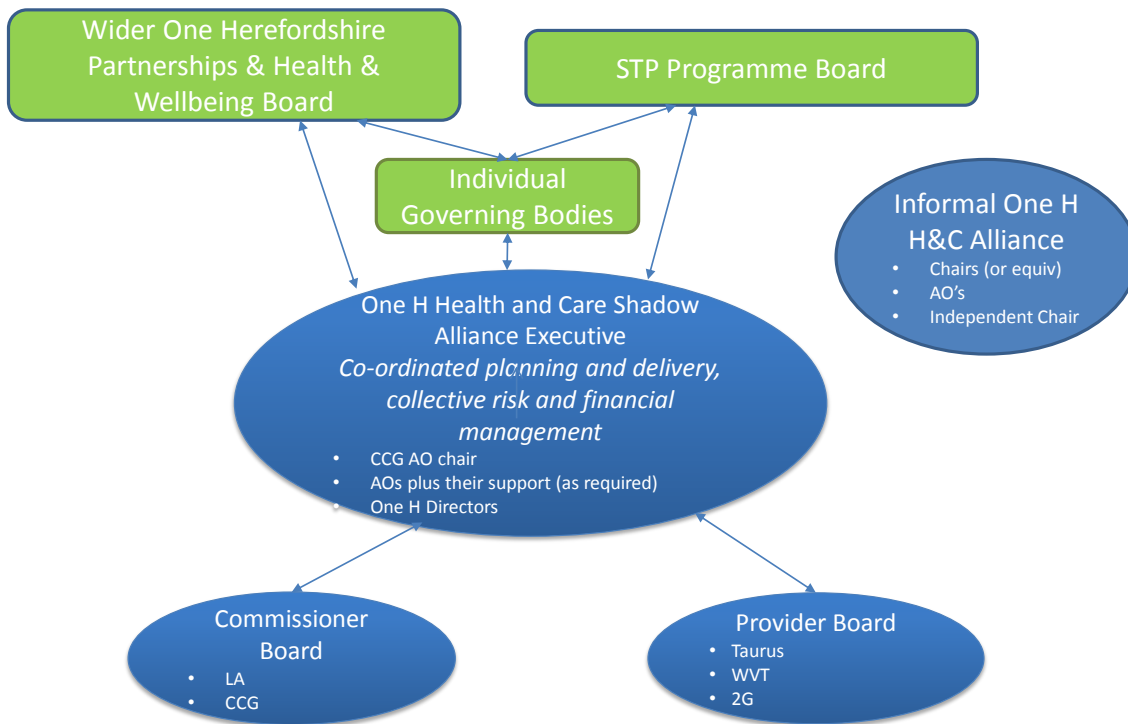 Wider One Herefordshire
Partnerships & Health &
Wellbeing Board
STP Programme Board
Individual
Governing Bodies
Informal One H
H&C Alliance
• Chairs (or equiv)
• AO's
• Independent Chair
One H Health and Care Shadow
Alliance Executive
Co-ordinated planning and delivery,
collective risk and financial
management
• CCG AO chair
• AOs plus their support (as required)
• One H Directors
Commissioner
Board
• LA
• CCG
Provider Board
• Taurus
• WVT
• 2G